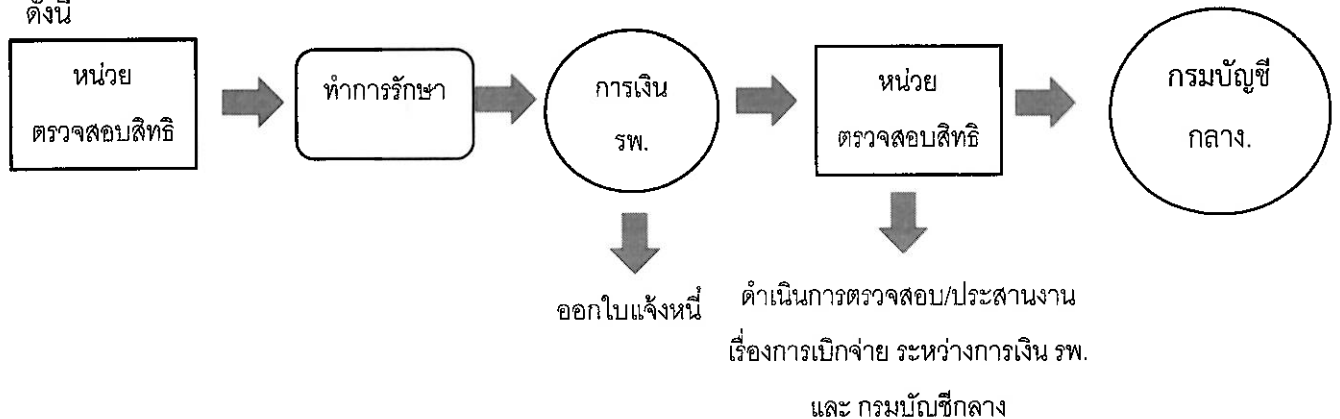 ดังนี้
หน่วย
ตรวจสอบสิทธิ
ทำการรักษา
การเงิน
รพ.
หน่วย
ตรวจสอบสิทธิ
กรมบัญชี
กลาง.
ออกใบแจ้งหนี้
ดำเนินการตรวจสอบ/ประสานงาน
เรื่องการเบิกจ่าย ระหว่างการเงิน รพ.
และ กรมบัญชีกลาง